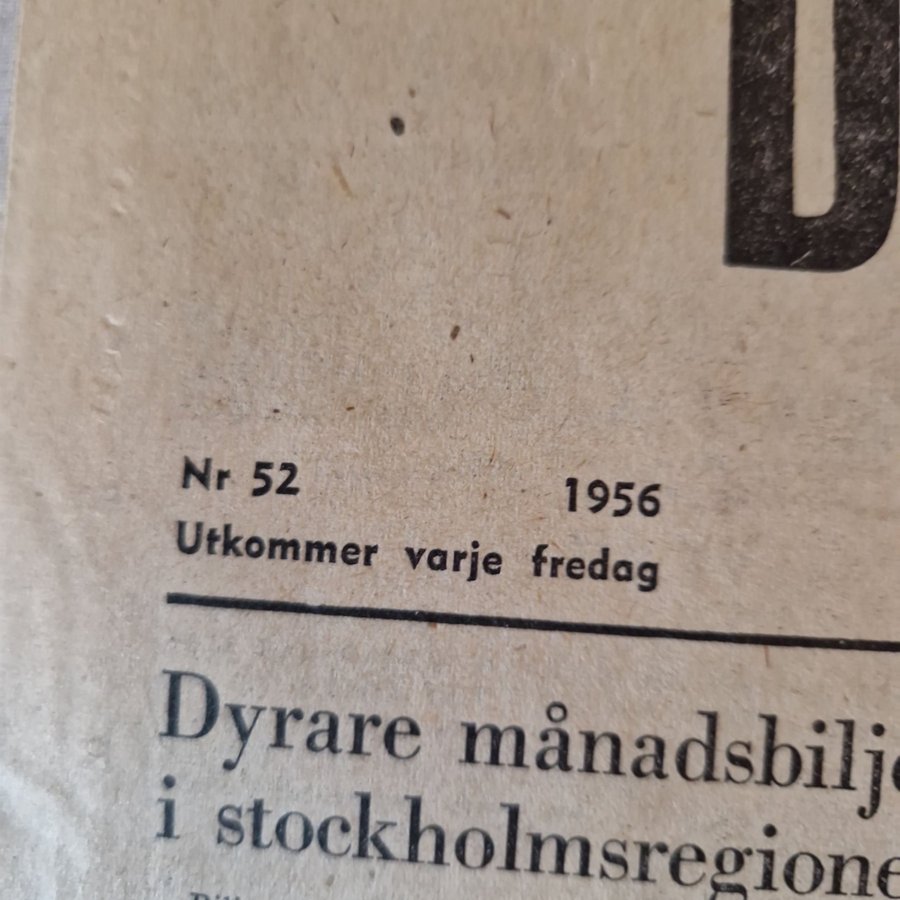 D
Nr 52 1956
Utkommer varje fredag
Dyrare månadsbilj
i stockholmsregione